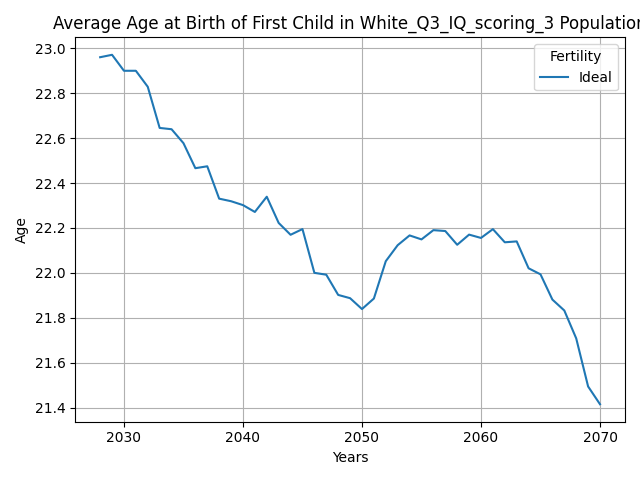 Average Age at Birth of First Child in White_Q3_IQ_scoring_3 Population
23.0
22.8
22.6
22.4
22.2
22.0
21.8
21.6
21.4
Age
Fertility
Ideal
2030 2040 2050 2060 2070
Years